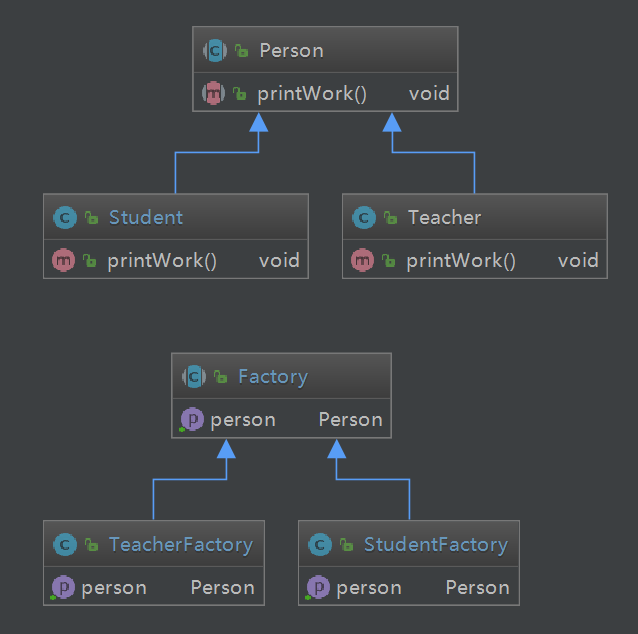 Person
printWork() void
Student
printWork() void
Teacher
printWork() void
Factory
person Person
TeacherFactory
person Person
StudentFactory
person Person